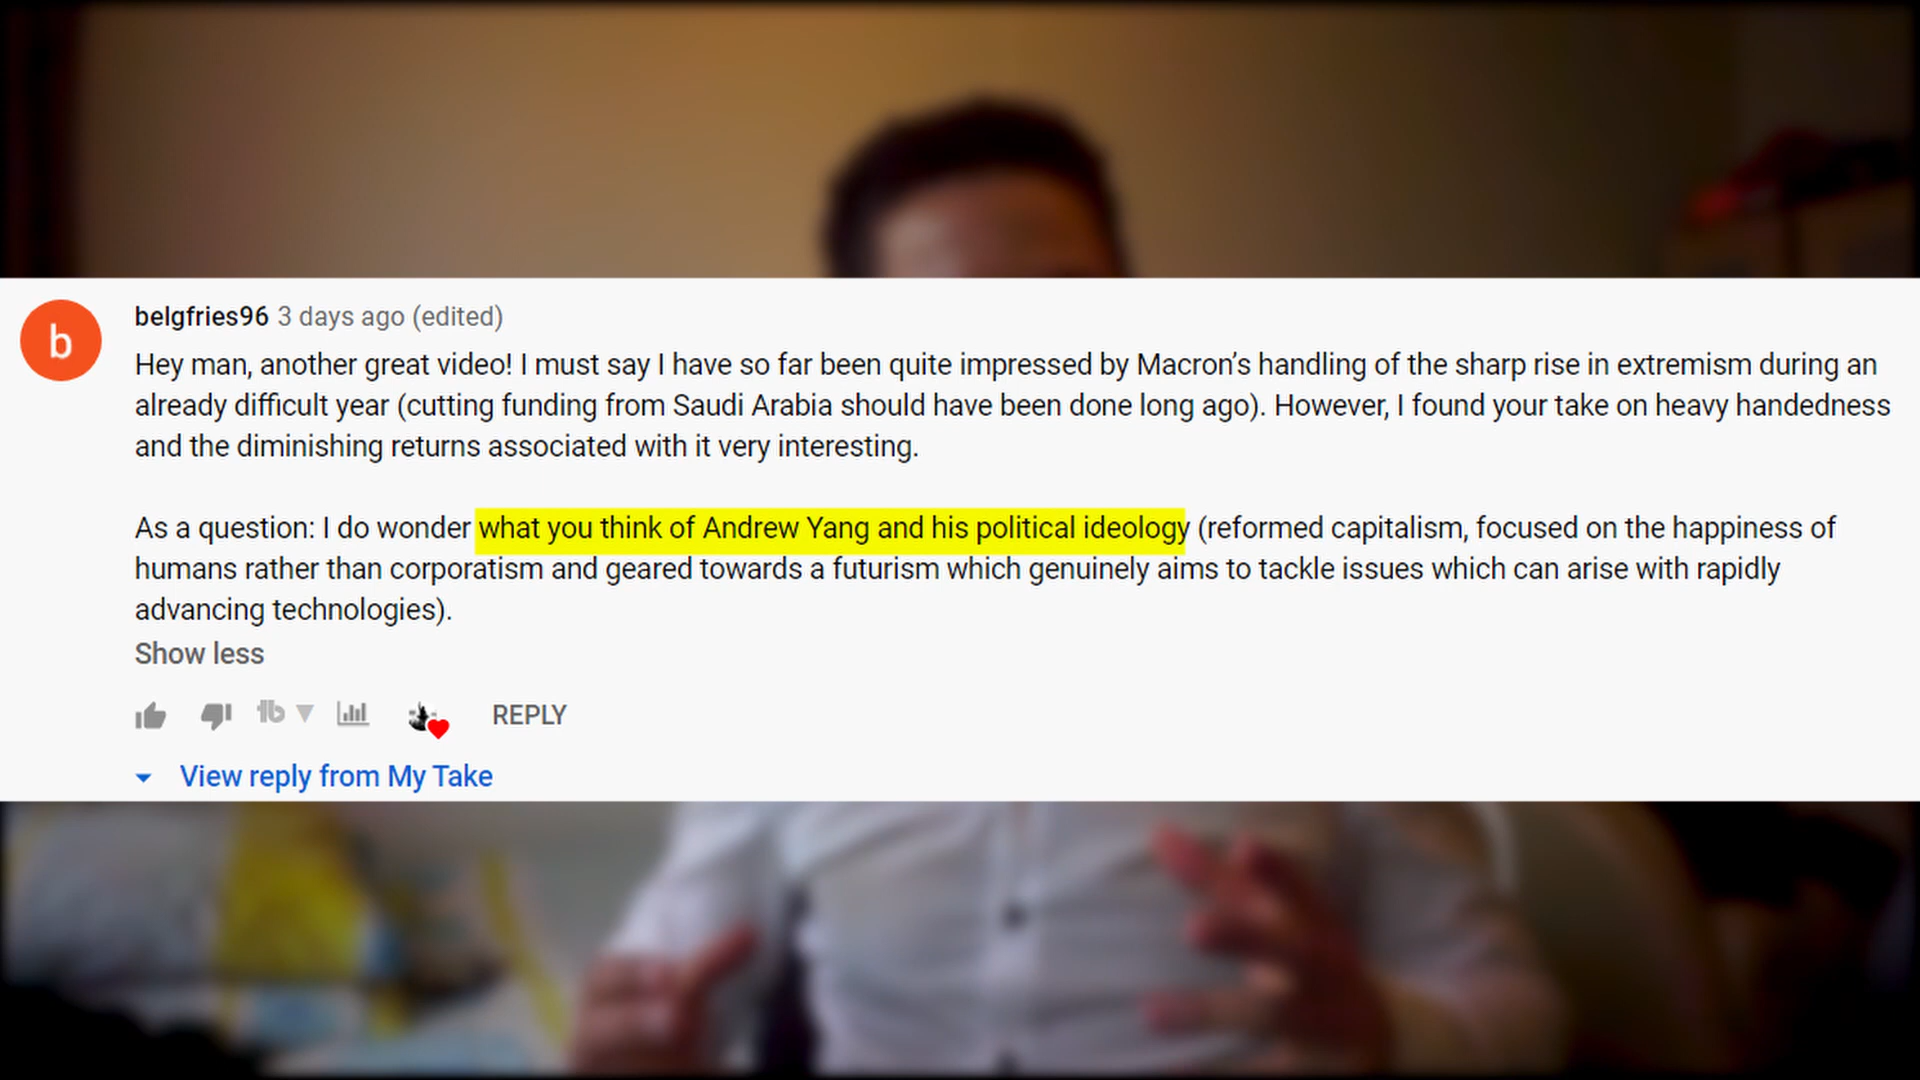 b
belgfries96 3 days ago (edited)
Hey man, another great video! I must say I have so far been quite impressed by Macron’s handling of the sharp rise in extremism during an
already difficult year (cutting funding from Saudi Arabia should have been done long ago). However, I found your take on heavy handedness
and the diminishing returns associated with it very interesting.
As a question: I do wonder what you think of Andrew Yang and his political ideology (reformed capitalism, focused on the happiness of
humans rather than corporatism and geared towards a futurism which genuinely aims to tackle issues which can arise with rapidly
advancing technologies).
Show less
tb REPLY
View reply from My Take